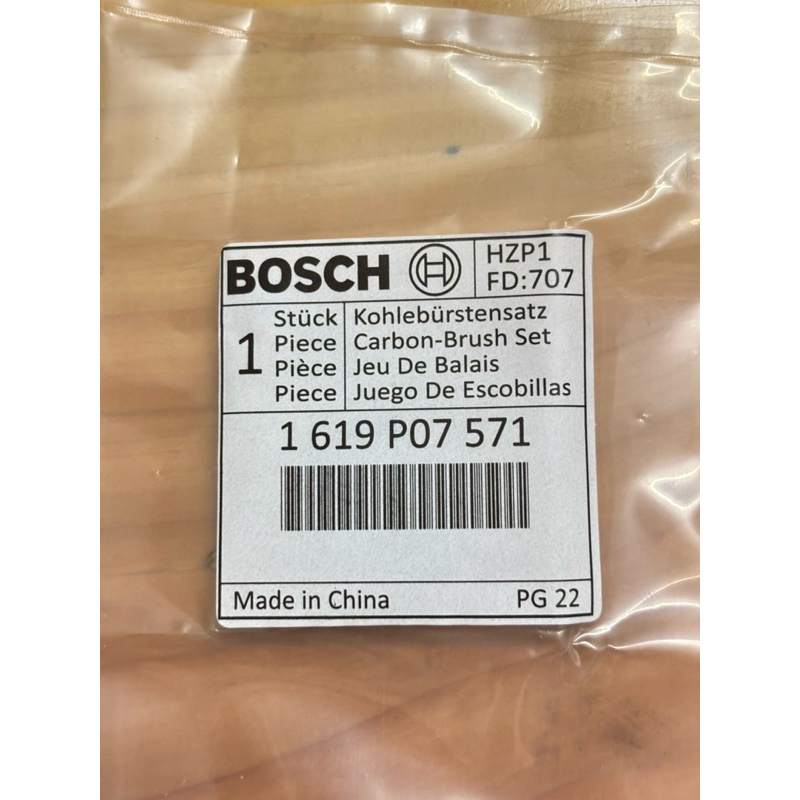 BOSCH
HZP1
FD:707
1
Stück Kohlebürstensatz
Piece Carbon-Brush Set
Pièce Jeu De Balais
Piece Juego De Escobillas
1 619 P07 571
Made in China PG 22